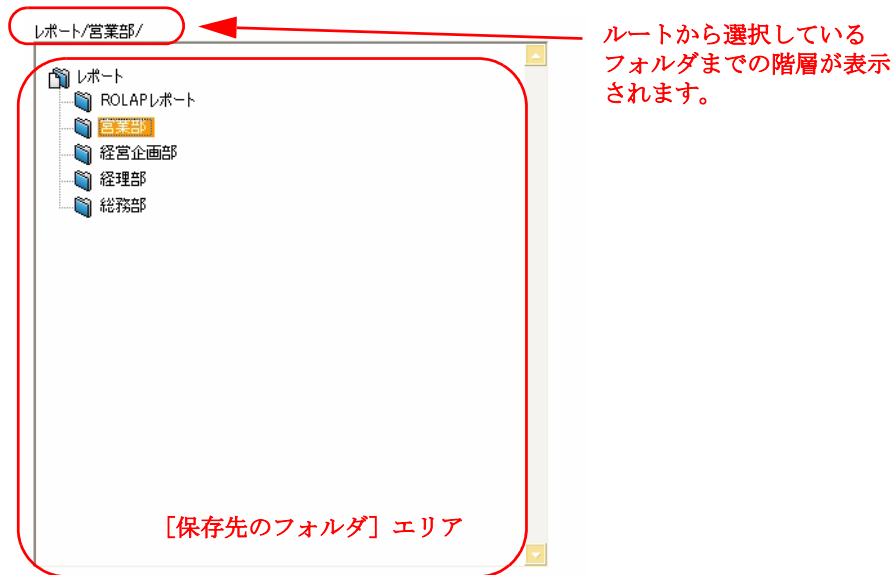 レポート/営業部/
ルートから選択している
フォルダまでの階層が表示
されます。
レポート
ROLAPレポート
営業部
経営企画部
経理部
総務部
［保存先のフォルダ］エリア